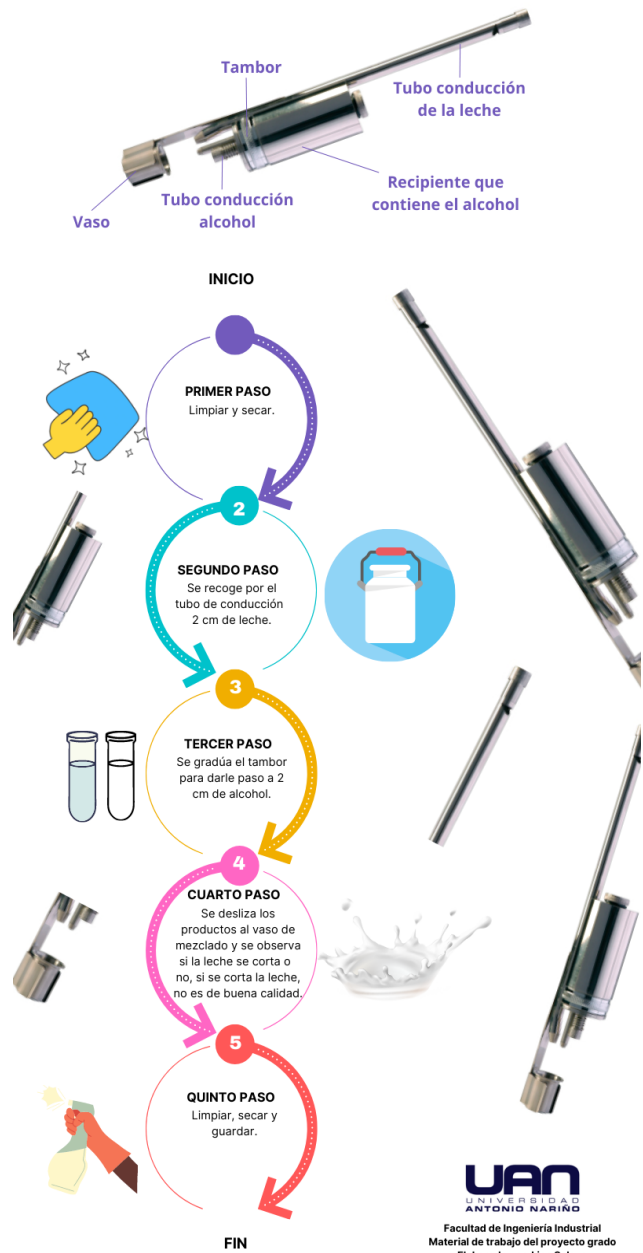 Tambor
Tubo conducción
de la leche
Recipiente que
contiene el alcohol
Tubo conducción
alcohol
Vaso
INICIO
PRIMER PASO
Limpiar y secar.
2
SEGUNDO PASO
Se recoge por el
tubo de conducción
2 cm de leche.
3
TERCER PASO
Se gradúa el tambor
para darle paso a 2
cm de alcohol.
4
CUARTO PASO
Se desliza los
productos al vaso de
mezclado y se observa
si la leche se corta o
no, si se corta la leche,
no es de buena calidad.
5
QUINTO PASO
Limpiar, secar y
guardar.
FIN
UAN
UNIVERSIDAD
ANTONIO NARIÑO
Facultad de Ingeniería Industrial
Material de trabajo del proyecto grado